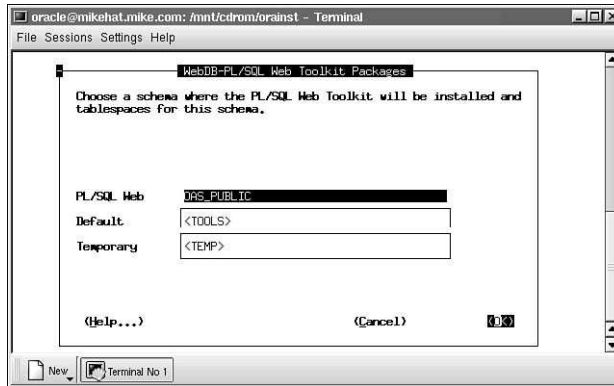 oracle@mikehat.mike.com: /mnt/cdrom/orainst - Terminal
File Sessions Settings Help
WebDB-PL/SQL Web Toolkit Packages
Choose a schema where the PL/SQL Web Toolkit will be installed and
tablespaces for this schema.
PL/SQL Web OAS_PUBLIC
Default <TOOLS>
Temporary <TEMP>
(Help...) (Cancel) (OK)
New Terminal No 1